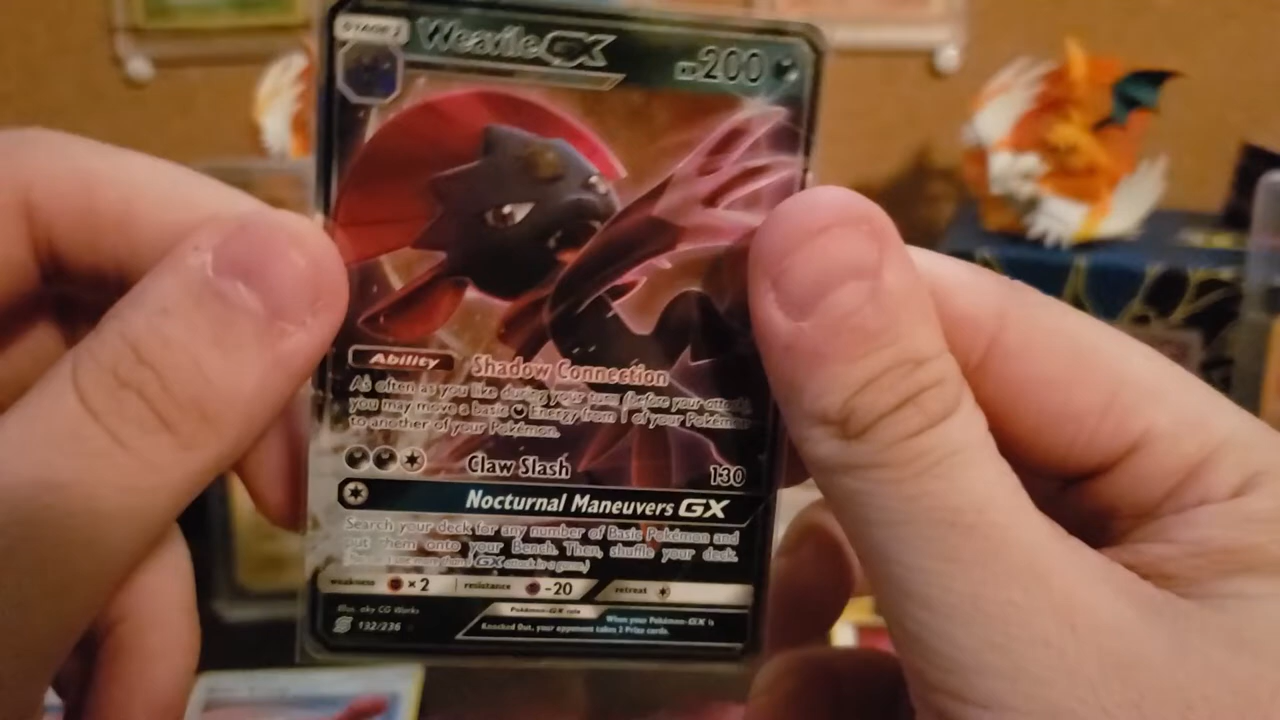 STAGE 1
Weavile GX
HP 200
Ability Shadow Connection
As often as you like during your turn (before your attack),
you may move a basic Energy from 1 of your Pokémon
to another of your Pokémon.
Claw Slash 130
Nocturnal Maneuvers GX
Search your deck for any number of Basic Pokémon and
put them onto your Bench. Then, shuffle your deck.
(You can't use more than 1 GX attack in a game.)
weakness ×2 resistance -20 retreat
Illus. aky CG Works
Pokémon-GX rule
When your Pokémon-GX is
132/236
Knocked Out, your opponent takes 2 Prize cards.